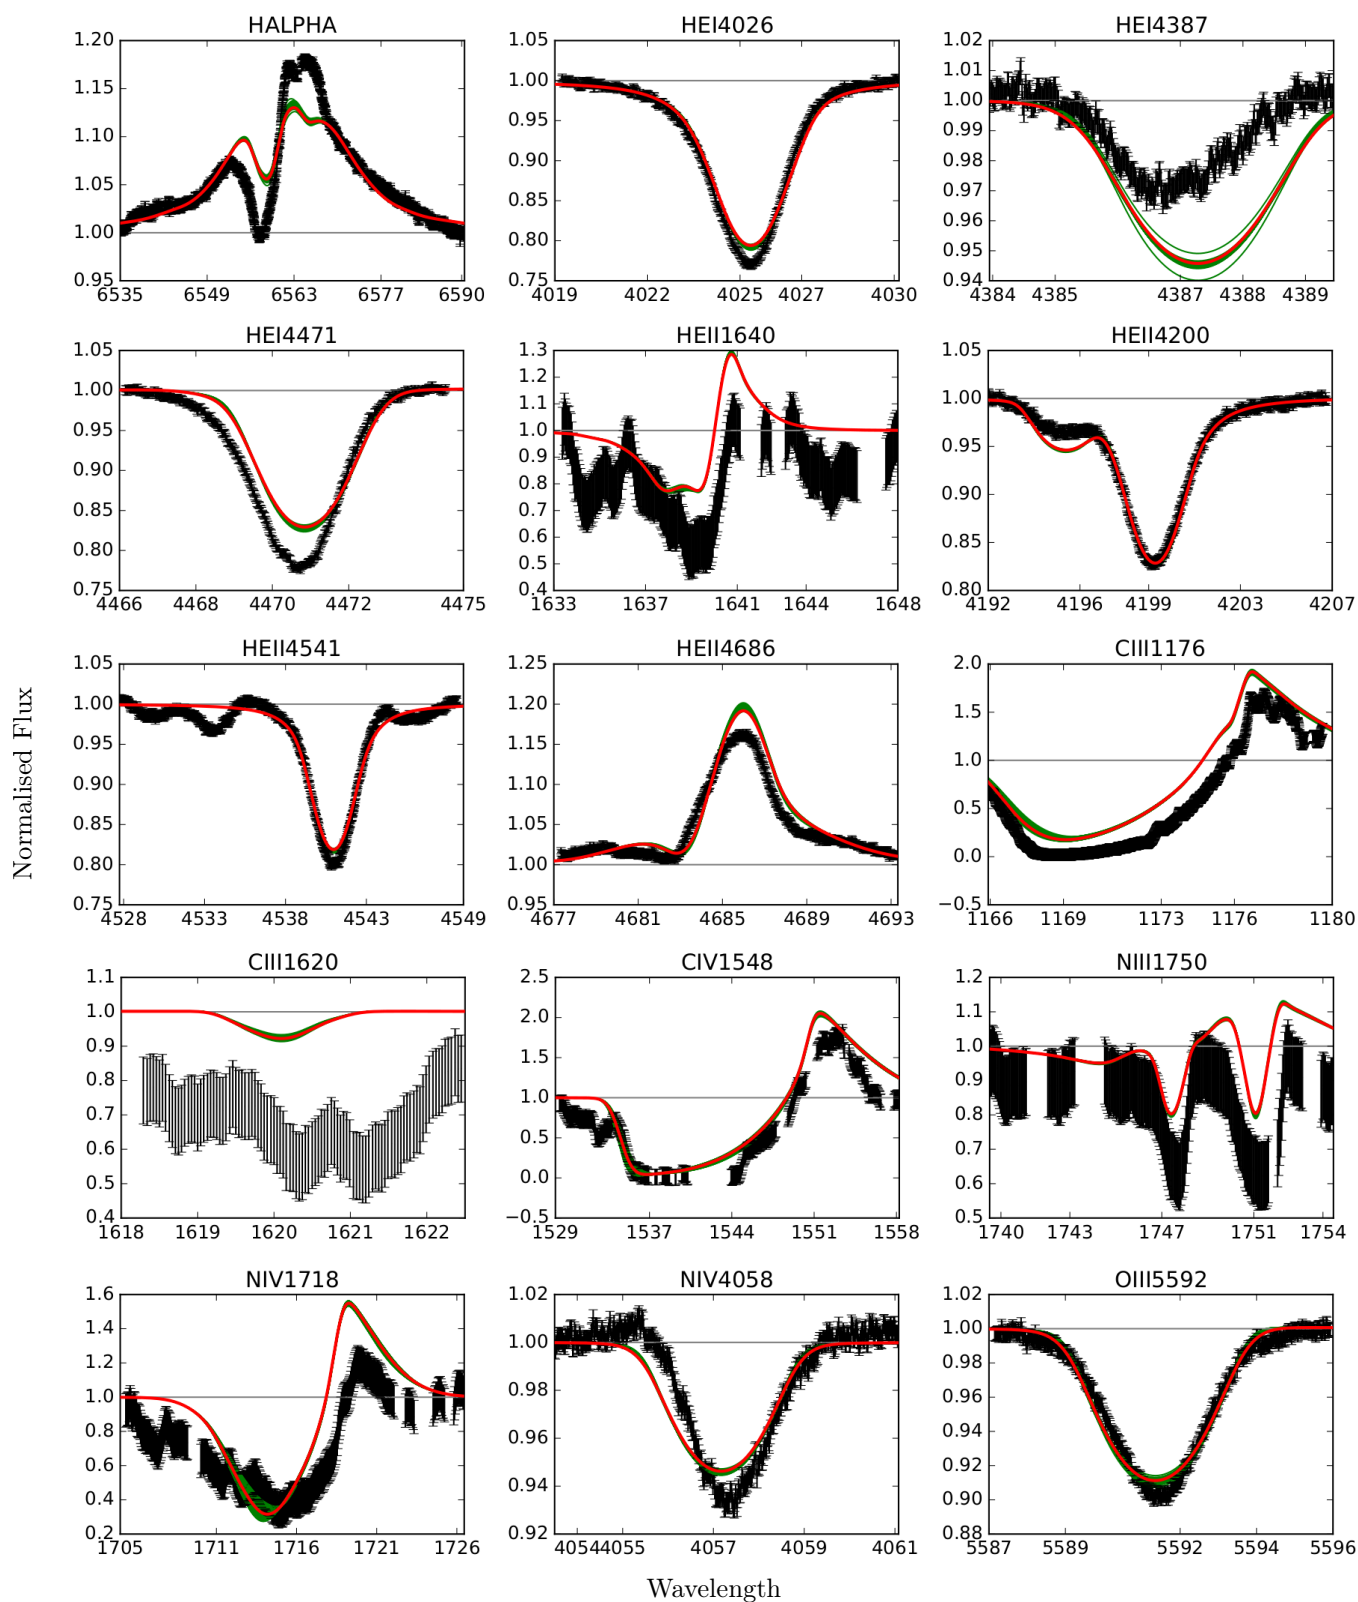 HALPHA HEI4026 HEI4387
1.20 1.15 1.10 1.05 1.00 0.95
6535 6549 6563 6577 6590
1.05 1.00 0.95 0.90 0.85 0.80 0.75
4019 4022 4025 4027 4030
1.02 1.01 1.00 0.99 0.98 0.97 0.96 0.95 0.94
4384 4385 4387 4388 4389
HEI4471 HEII1640 HEII4200
1.05 1.00 0.95 0.90 0.85 0.80 0.75
4466 4468 4470 4472 4475
1.3 1.2 1.1 1.0 0.9 0.8 0.7 0.6 0.5 0.4
1633 1637 1641 1644 1648
1.05 1.00 0.95 0.90 0.85 0.80
4192 4196 4199 4203 4207
HEII4541 HEII4686 CIII1176
1.05 1.00 0.95 0.90 0.85 0.80 0.75
4528 4533 4538 4543 4549
1.25 1.20 1.15 1.10 1.05 1.00 0.95
4677 4681 4685 4689 4693
2.0 1.5 1.0 0.5 0.0 −0.5
1166 1169 1173 1176 1180
Normalised Flux
CIII1620 CIV1548 NIII1750
1.1 1.0 0.9 0.8 0.7 0.6 0.5 0.4
1618 1619 1620 1621 1622
2.5 2.0 1.5 1.0 0.5 0.0 −0.5
1529 1537 1544 1551 1558
1.2 1.1 1.0 0.9 0.8 0.7 0.6 0.5
1740 1743 1747 1751 1754
NIV1718 NIV4058 OIII5592
1.6 1.4 1.2 1.0 0.8 0.6 0.4 0.2
1705 1711 1716 1721 1726
1.02 1.00 0.98 0.96 0.94 0.92
4054 4055 4057 4059 4061
1.02 1.00 0.98 0.96 0.94 0.92 0.90 0.88
5587 5589 5592 5594 5596
Wavelength